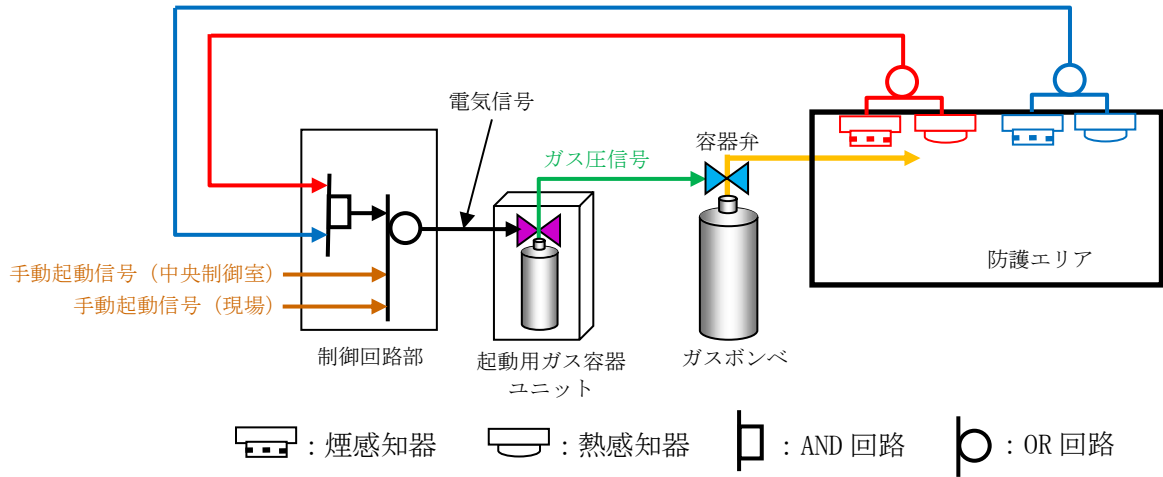 電気信号
ガス圧信号
容器弁
防護エリア
手動起動信号（中央制御室）
手動起動信号（現場）
制御回路部
起動用ガス容器
ユニット
ガスボンベ
：煙感知器
：熱感知器
：AND 回路
：OR 回路